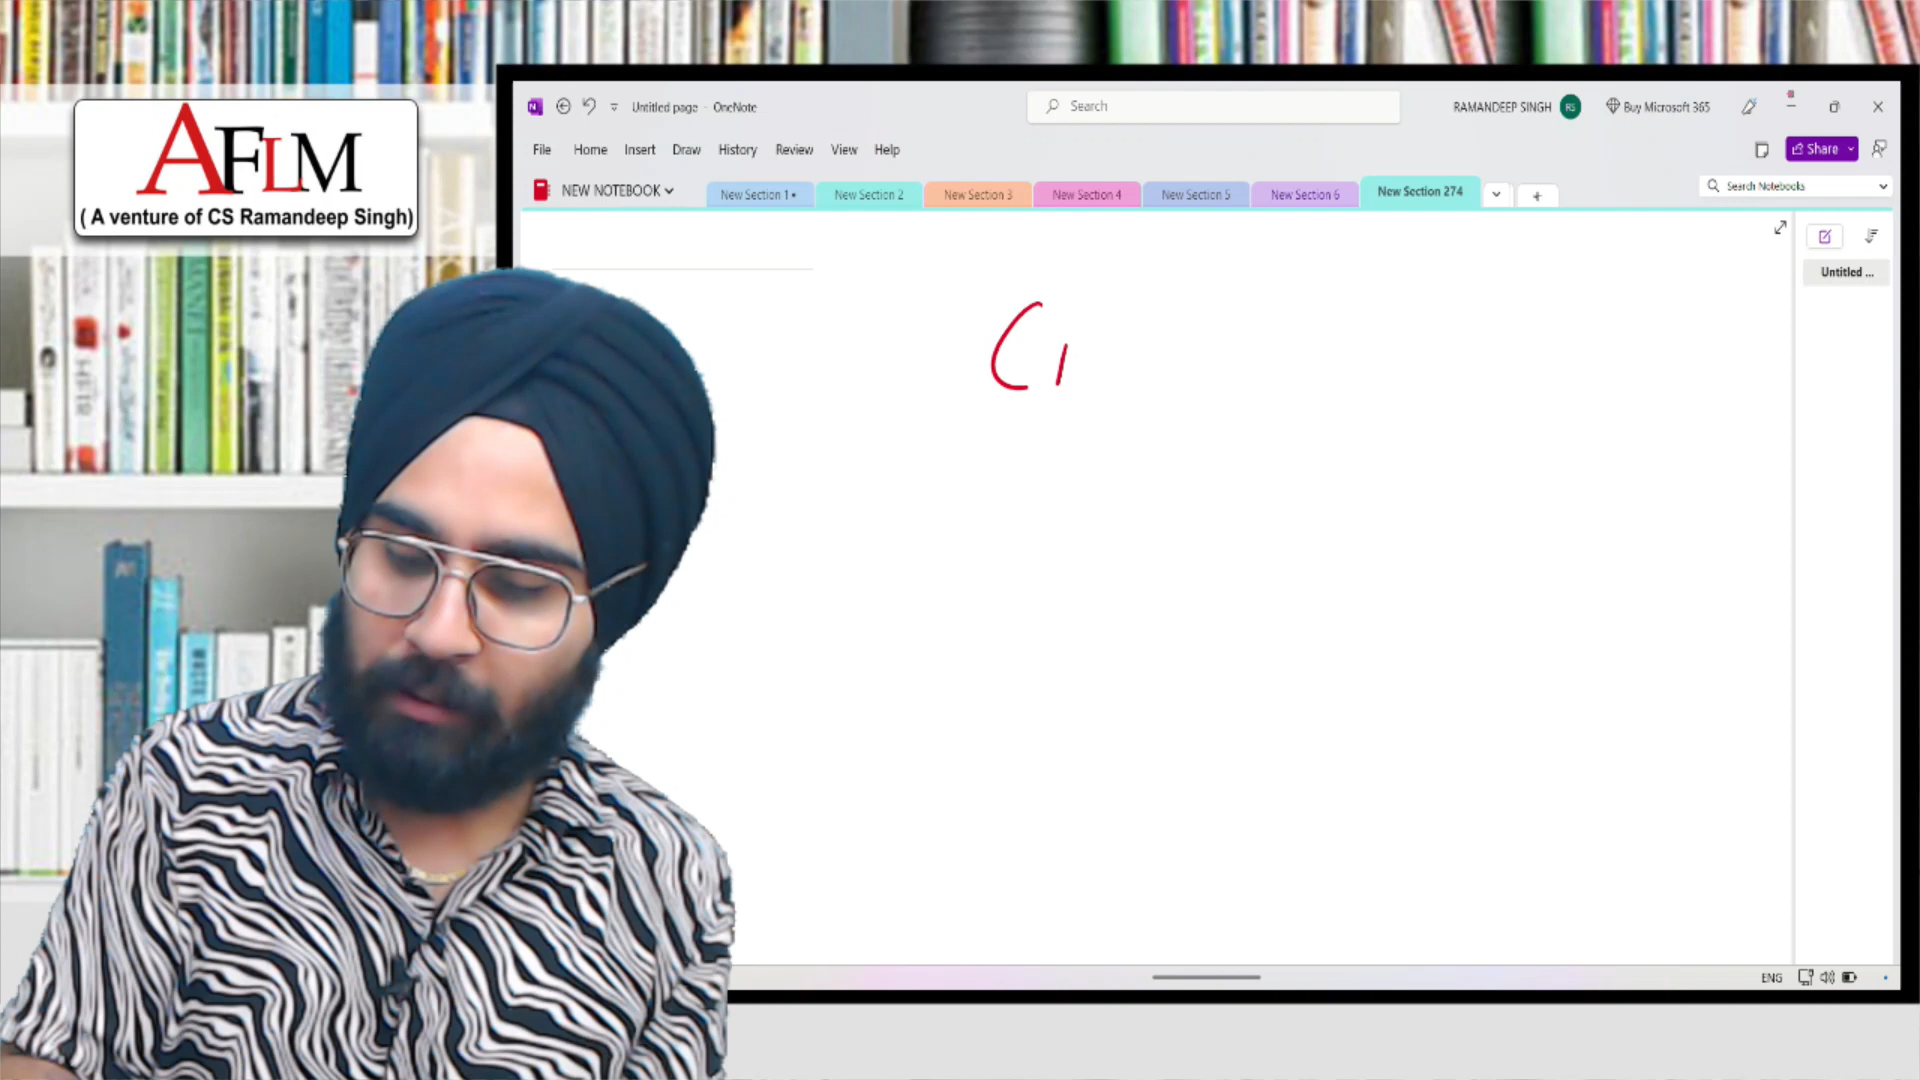 AFLM
( A venture of CS Ramandeep Singh)
Untitled page - OneNote
Search
RAMANDEEP SINGH RS
Buy Microsoft 365
File Home Insert Draw History Review View Help
Share
NEW NOTEBOOK
New Section 1
New Section 2
New Section 3
New Section 4
New Section 5
New Section 6
New Section 274
Search Notebooks
Untitled ...
ENG